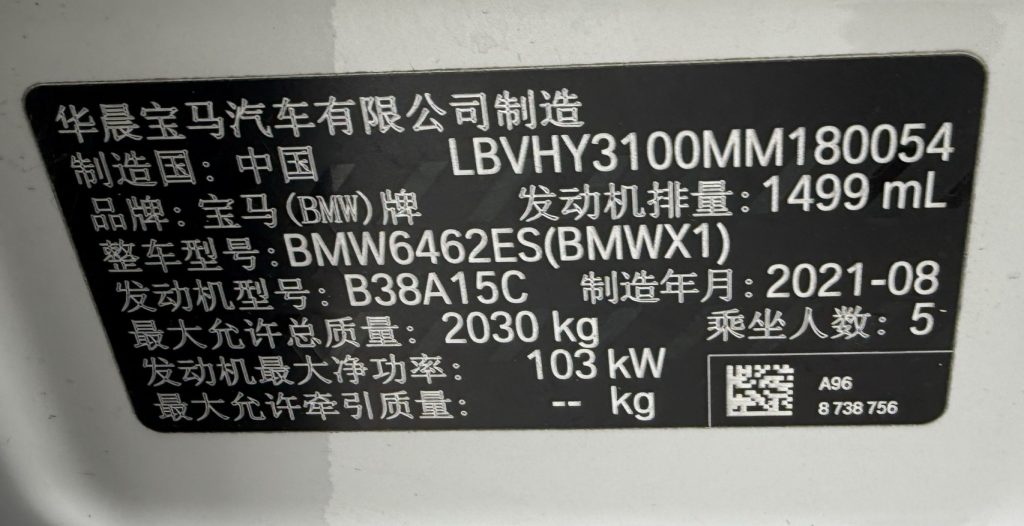 华晨宝马汽车有限公司制造
制造国: 中国 LBVHY3100MM180054
品牌: 宝马(BMW)牌 发动机排量: 1499 mL
整车型号: BMW6462ES(BMWX1)
发动机型号: B38A15C 制造年月: 2021-08
最大允许总质量: 2030 kg 乘坐人数: 5
发动机最大净功率: 103 kW
最大允许牵引质量: -- kg
A96
8 738 756